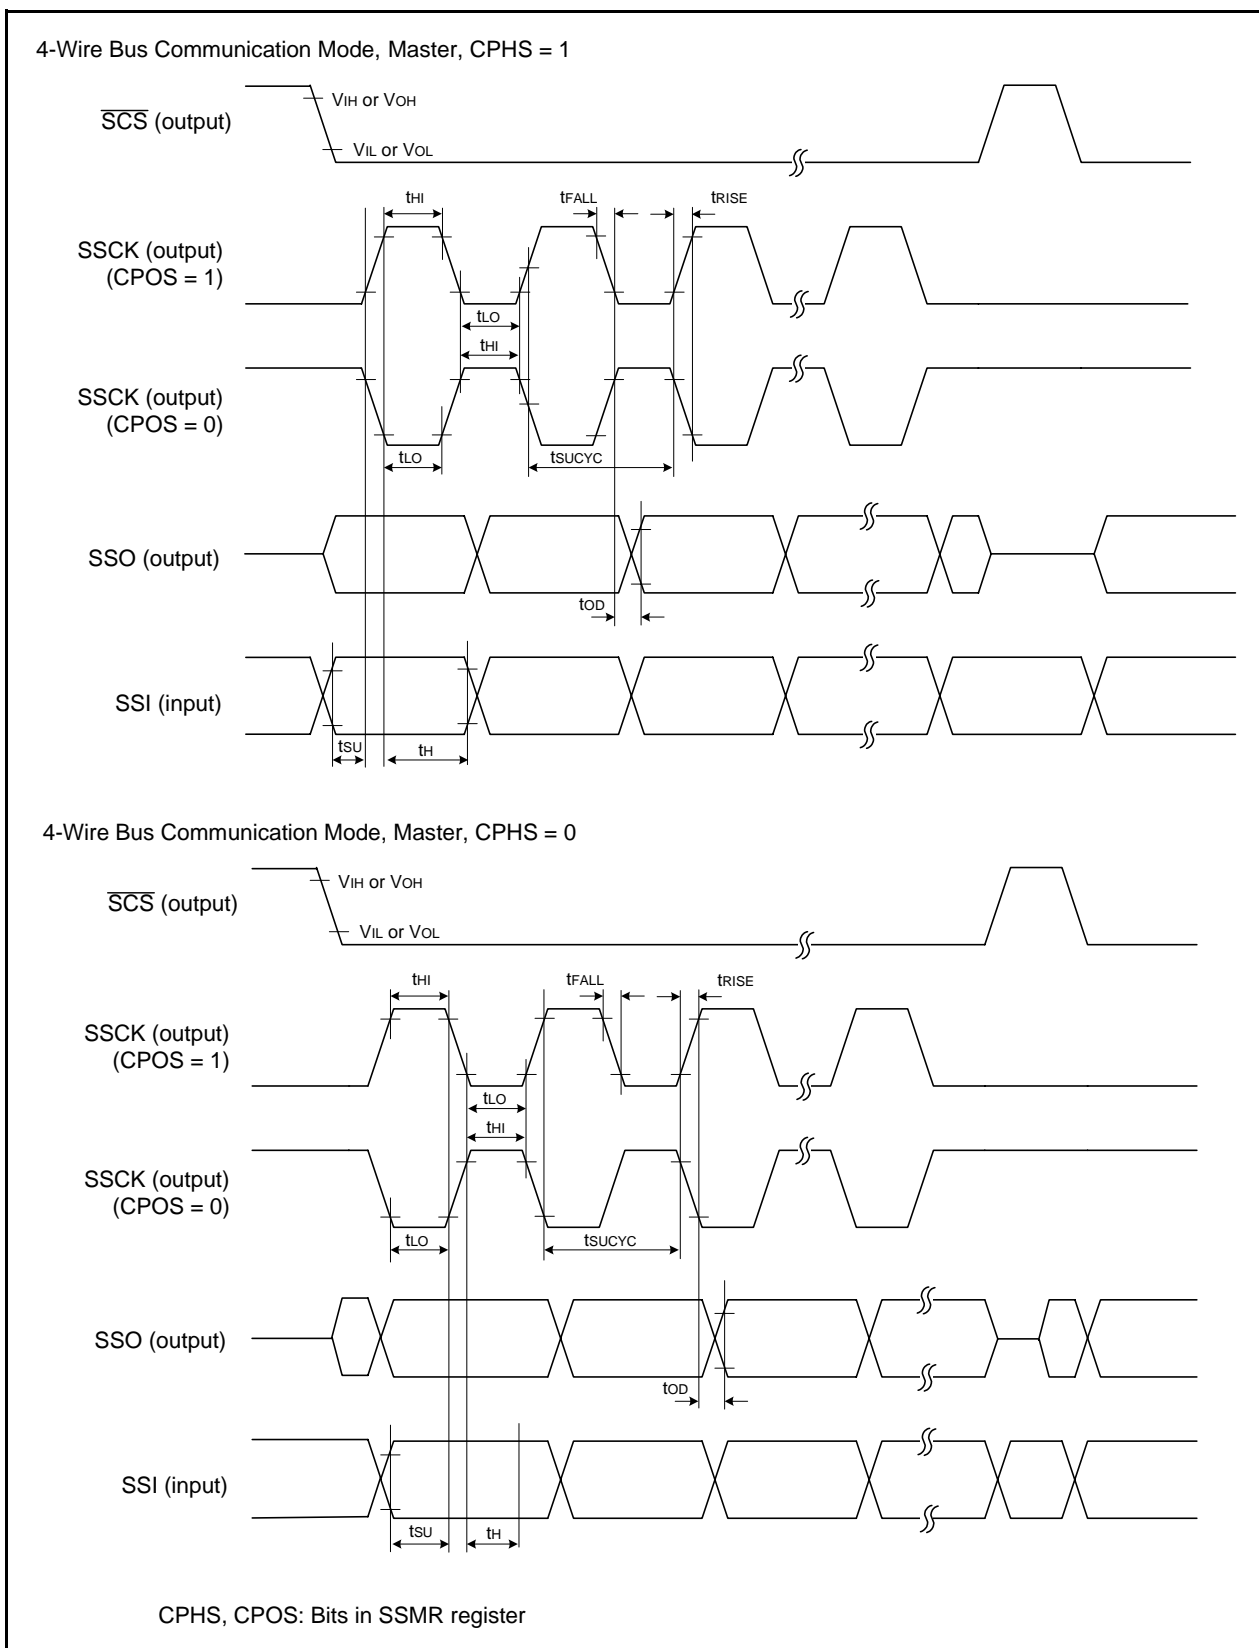 4-Wire Bus Communication Mode, Master, CPHS = 1
VIH or VOH
SCS (output)
VIL or VOL
tHI
tFALL
tRISE
SSCK (output)
(CPOS = 1)
tLO
tHI
SSCK (output)
(CPOS = 0)
tLO
tSUCYC
SSO (output)
tOD
SSI (input)
tSU
tH
4-Wire Bus Communication Mode, Master, CPHS = 0
VIH or VOH
SCS (output)
VIL or VOL
tHI
tFALL
tRISE
SSCK (output)
(CPOS = 1)
tLO
tHI
SSCK (output)
(CPOS = 0)
tLO
tSUCYC
SSO (output)
tOD
SSI (input)
tSU
tH
CPHS, CPOS: Bits in SSMR register